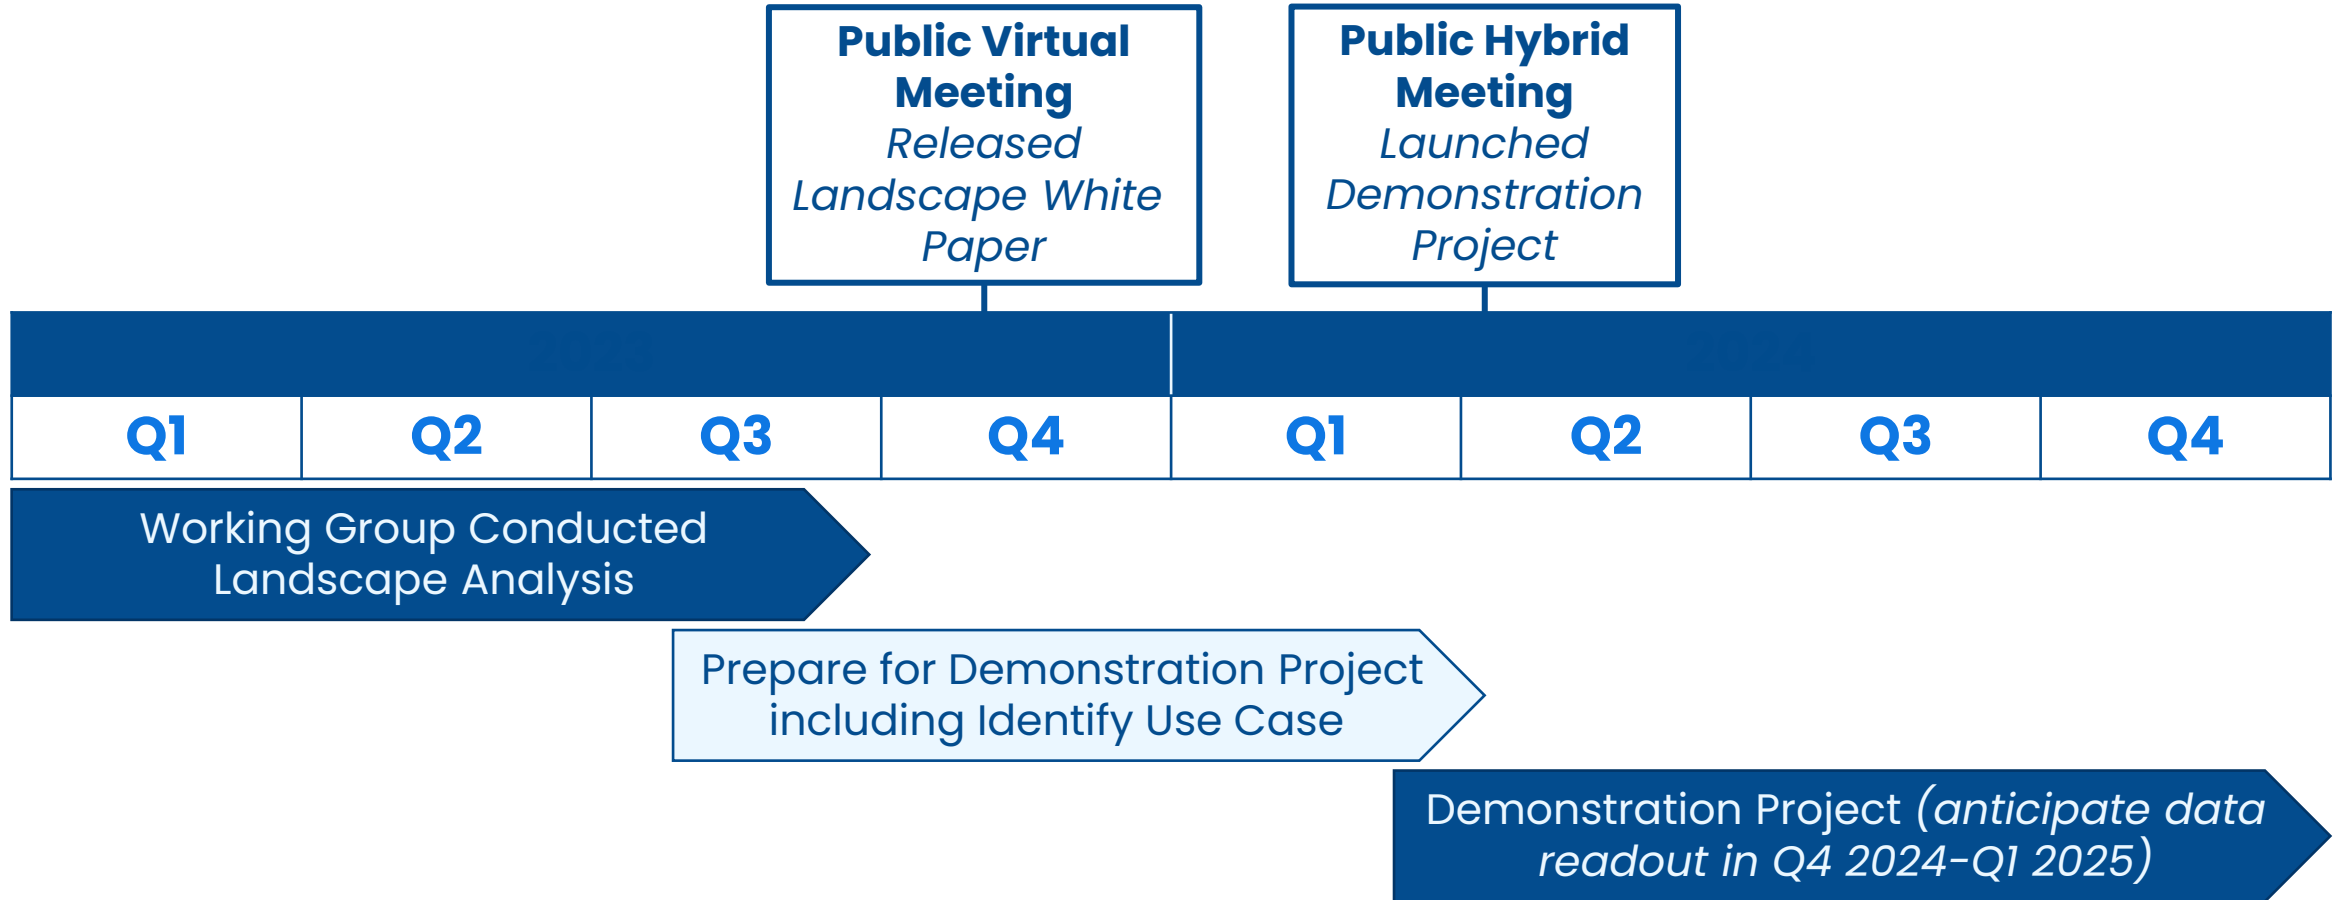 Public Virtual
Meeting
Released
Landscape White
Paper
Public Hybrid
Meeting
Launched
Demonstration
Project
2023
2024
Q1
Q2
Q3
Q4
Q1
Q2
Q3
Q4
Working Group Conducted
Landscape Analysis
Prepare for Demonstration Project
including Identify Use Case
Demonstration Project (anticipate data
readout in Q4 2024-Q1 2025)